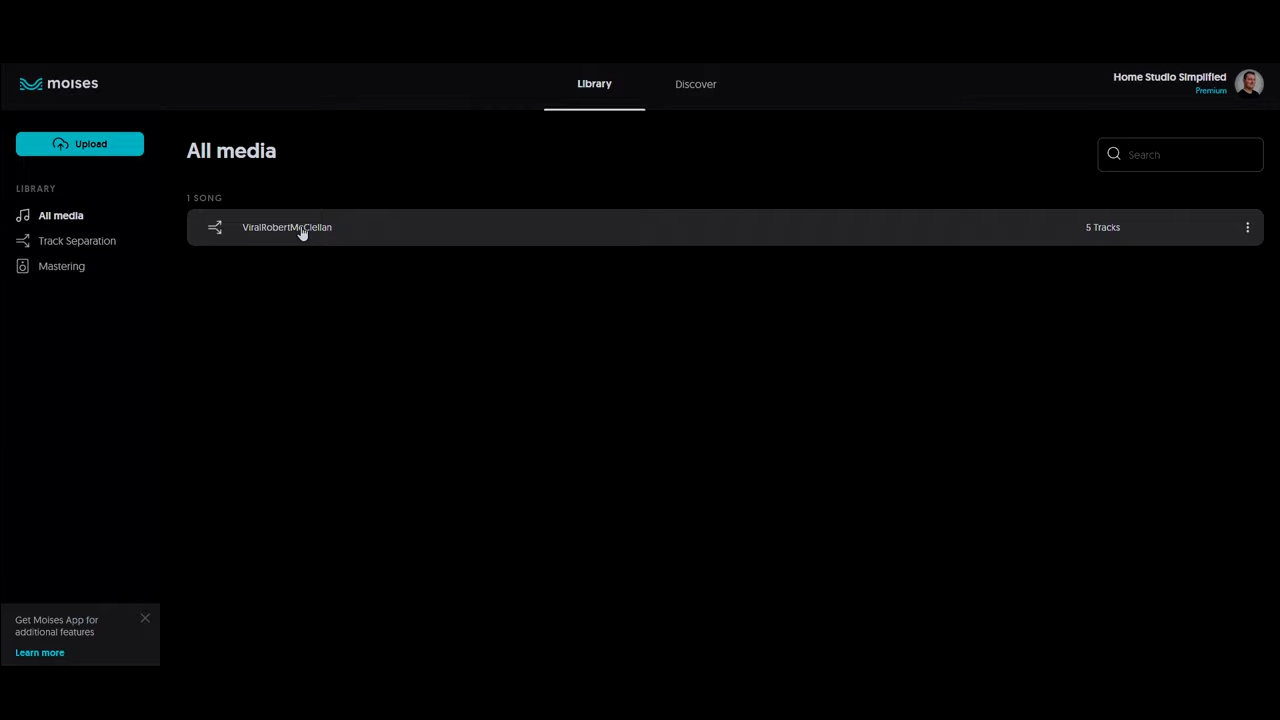 moises
Library
Discover
Home Studio Simplified
Premium
Upload
All media
Search
LIBRARY
1 SONG
All media
ViralRobertMcClellan
5 Tracks
Track Separation
Mastering
Get Moises App for
additional features
Learn more